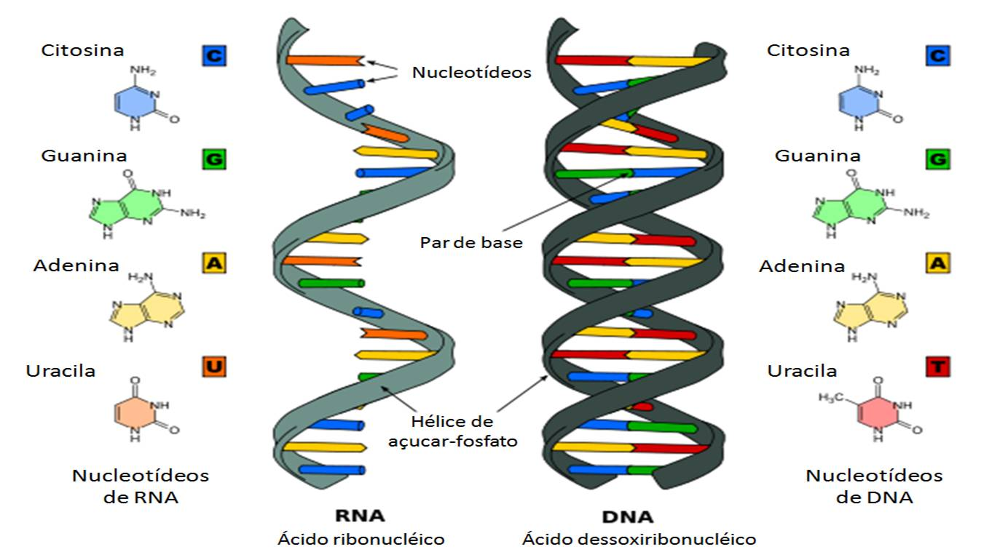 Citosina
C
NH₂
N
N
H
O
Guanina
G
O
N
NH
N
H
N
NH₂
Adenina
A
H₂N
N
N
N
H
N
Uracila
U
O
NH
N
H
O
Nucleotídeos
de RNA
Nucleotídeos
Par de base
Hélice de
açucar-fosfato
RNA
Ácido ribonucléico
DNA
Ácido dessoxiribonucléico
Citosina
C
NH₂
N
N
H
O
Guanina
G
O
N
NH
N
H
N
NH₂
Adenina
A
H₂N
N
N
N
H
N
Uracila
T
O
H₃C
NH
N
H
O
Nucleotídeos
de DNA